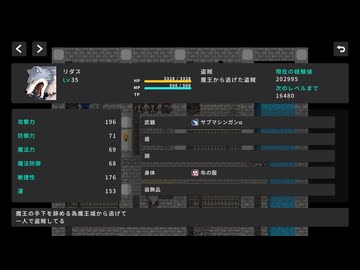 リダス
Lv 35
HP 3228 / 3228
MP 506 / 506
TP
盗賊
魔王から逃げた盗賊
現在の経験値
202995
次のレベルまで
16480
攻撃力 196
防御力 71
魔法力 69
魔法防御 68
敏捷性 176
運 153
武器 サブマシンガンα
盾
頭
身体 布の服
装飾品
魔王の手下を辞める為魔王城から逃げて
一人で盗賊してる